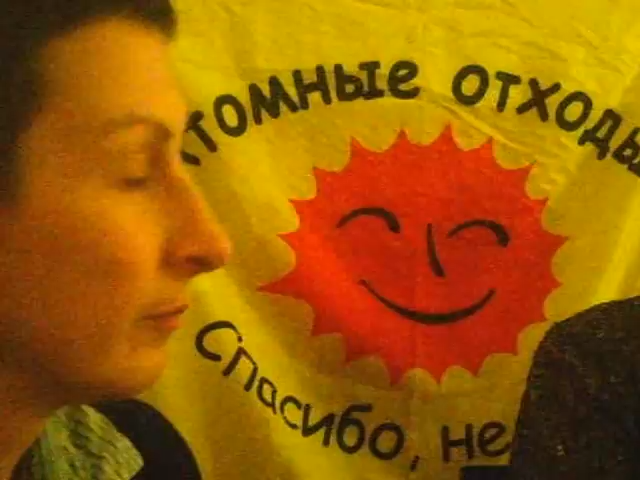 томные отходы
Спасибо, не